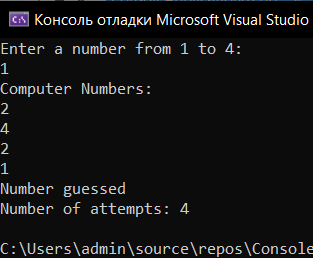 Консоль отладки Microsoft Visual Studio
Enter a number from 1 to 4:
1
Computer Numbers:
2
4
2
1
Number guessed
Number of attempts: 4
C:\Users\admin\source\repos\Console